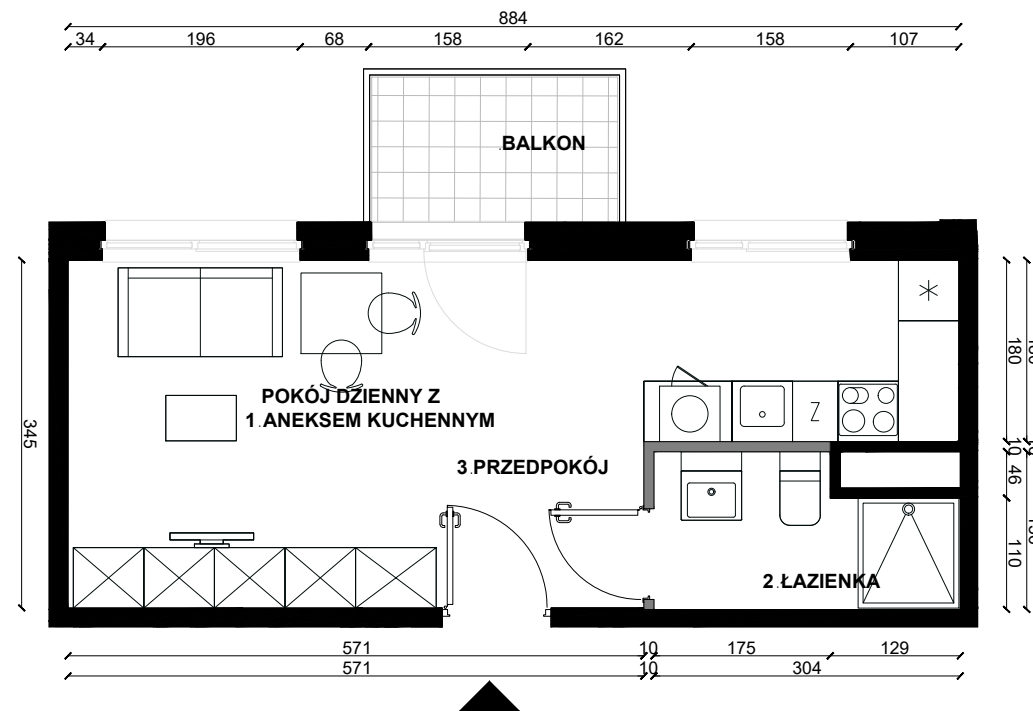 884
34 196 68 158 162 158 107
BALKON
POKÓJ DZIENNY Z
1.ANEKSEM KUCHENNYM
3.PRZEDPOKÓJ
2.ŁAZIENKA
Z
345
180
10
46
110
571 10 175 129
571 10 304